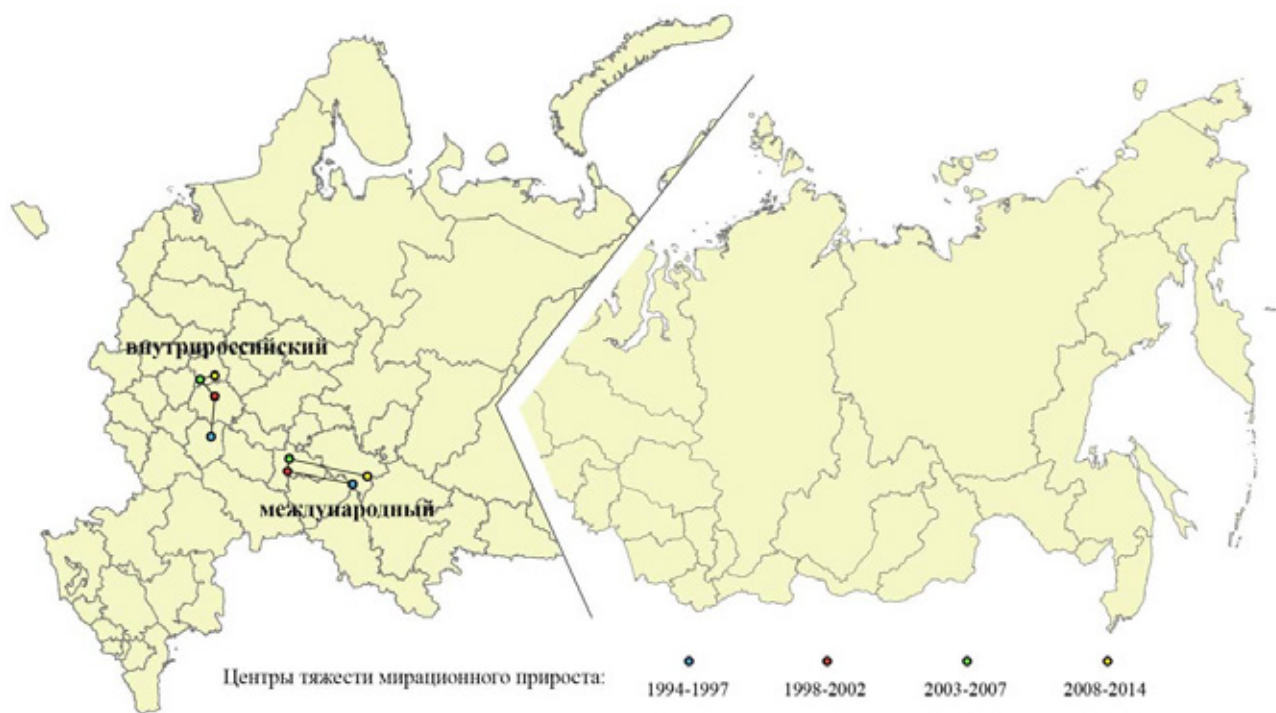 внутрироссийский
международный
Центры тяжести мирационного прироста:
1994-1997
1998-2002
2003-2007
2008-2014